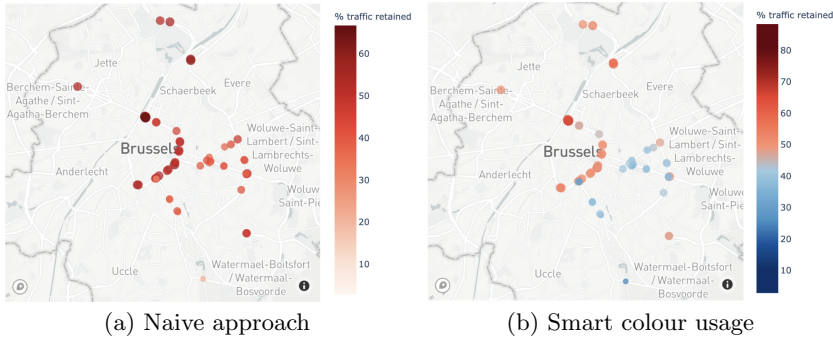 % traffic retained
60
50
40
30
20
10
Jette
Evere
Berchem-Sainte-
Agathe / Sint-
Agatha-Berchem
Schaerbeek
Woluwe-Saint-
Lambert / Sint-
Lambrechts-
Woluwe
Brussels
Anderlecht
Woluwe
Saint-Pie
Uccle
Watermael-Boitsfort
/ Watermaal-
Bosvoorde
(a) Naive approach
% traffic retained
80
70
60
50
40
30
20
10
Jette
Evere
Berchem-Sainte-
Agathe / Sint-
Agatha-Berchem
Schaerbeek
Woluwe-Saint-
Lambert / Sint-
Lambrechts-
Woluwe
Brussels
Anderlecht
Woluw
Saint-Pie
Uccle
Watermael-Boitsfort
/ Watermaal-
Bosvoorde
(b) Smart colour usage